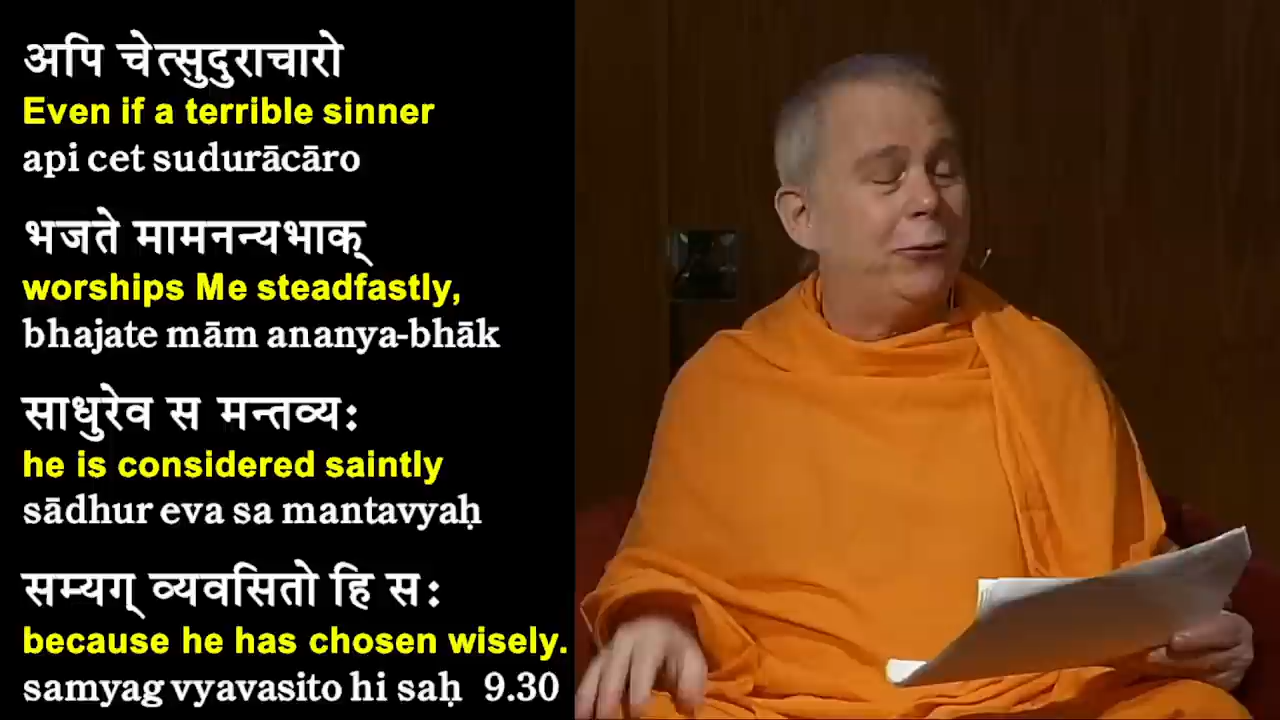 अपि चेत्सुदुराचारो
Even if a terrible sinner
api cet sudurācāro
भजते मामनन्यभाक्
worships Me steadfastly,
bhajate mām ananya-bhāk
साधुरेव स मन्तव्यः
he is considered saintly
sādhur eva sa mantavyaḥ
सम्यग् व्यवसितो हि सः
because he has chosen wisely.
samyag vyavasito hi saḥ 9.30